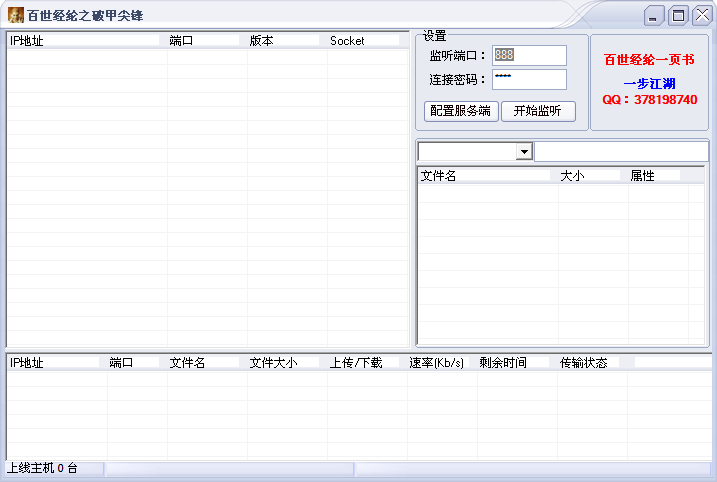 百世经纶之破甲尖锋
IP地址 端口 版本 Socket
设置
监听端口： 888
连接密码： ****
配置服务端 开始监听
百世经纶一页书
一步江湖
QQ：378198740
文件名 大小 属性
IP地址 端口 文件名 文件大小 上传/下载 速率(Kb/s) 剩余时间 传输状态
上线主机 0 台